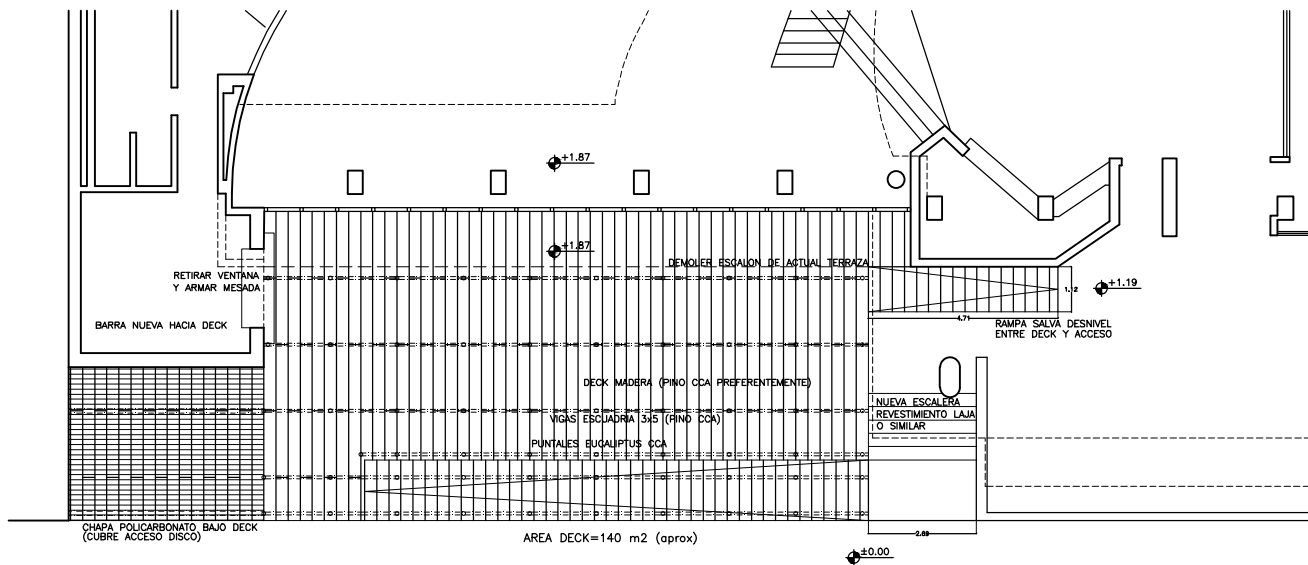 +1.87
+1.87
DEMOLER ESCALON DE ACTUAL TERRAZA
RETIRAR VENTANA
Y ARMAR MESADA
+1.19
1.12
4.71
BARRA NUEVA HACIA DECK
RAMPA SALVA DESNIVEL
ENTRE DECK Y ACCESO
DECK MADERA (PINO CCA PREFERENTEMENTE)
NUEVA ESCALERA
REVESTIMIENTO LAJA
O SIMILAR
VIGAS ESCUADRIA 3x5 (PINO CCA)
PUNTALES EUCALIPTUS CCA
CHAPA POLICARBONATO BAJO DECK
(CUBRE ACCESO DISCO)
AREA DECK=140 m2 (aprox)
2.69
±0.00